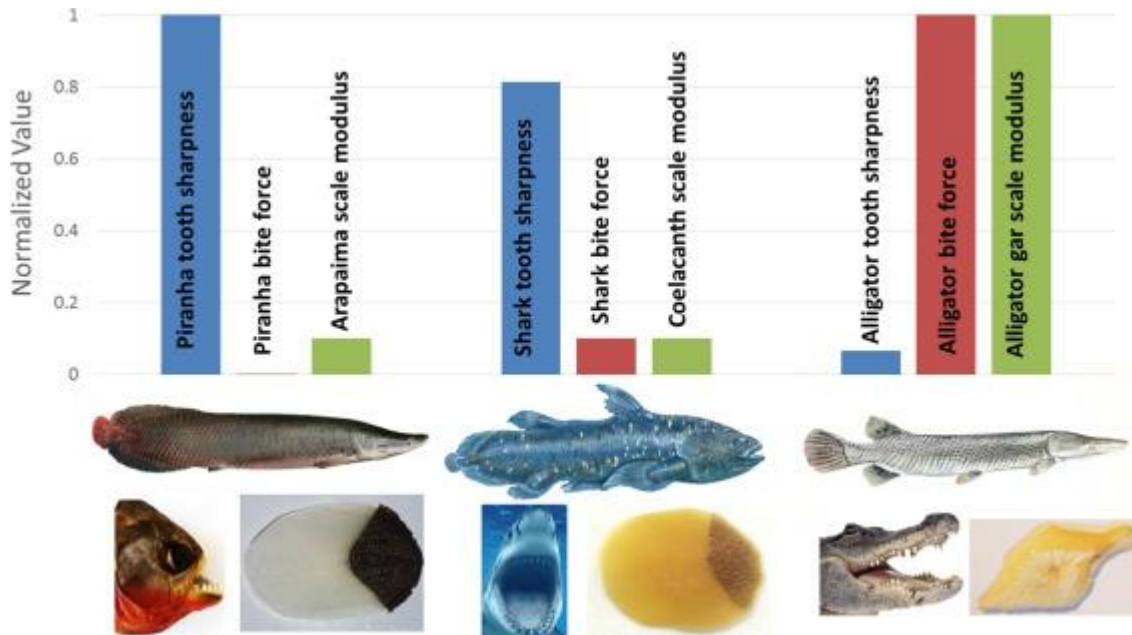 Normalized Value
1
0.8
0.6
0.4
0.2
0
Piranha tooth sharpness
Piranha bite force
Arapaima scale modulus
Shark tooth sharpness
Shark bite force
Coelacanth scale modulus
Alligator tooth sharpness
Alligator bite force
Alligator gar scale modulus